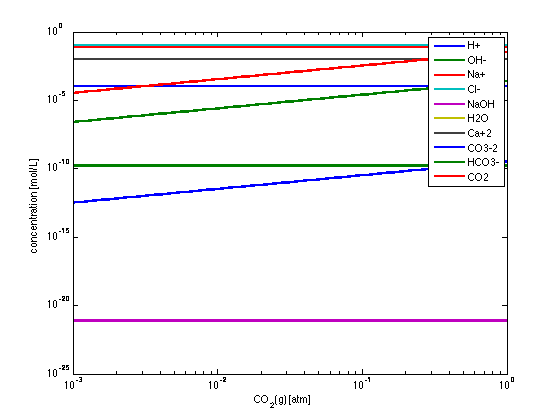 10^0
10^-5
10^-10
10^-15
10^-20
10^-25
concentration [mol/L]
H+
OH-
Na+
Cl-
NaOH
H2O
Ca+2
CO3-2
HCO3-
CO2
10^-3
10^-2
10^-1
10^0
CO_2(g) [atm]